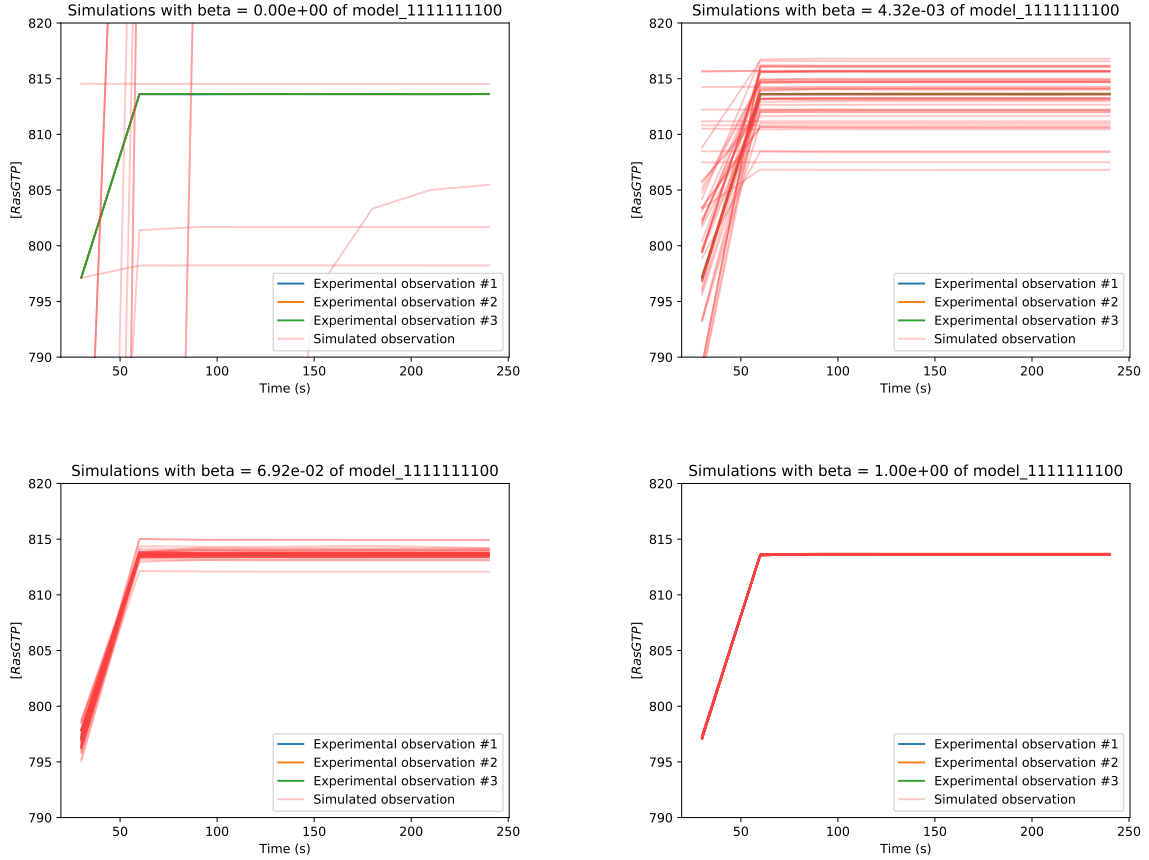 Simulations with beta = 0.00e+00 of model_1111111100
820
815
810
805
800
795
790
[RasGTP]
50
100
150
200
250
Time (s)
Experimental observation #1
Experimental observation #2
Experimental observation #3
Simulated observation
Simulations with beta = 4.32e-03 of model_1111111100
820
815
810
805
800
795
790
[RasGTP]
50
100
150
200
250
Time (s)
Experimental observation #1
Experimental observation #2
Experimental observation #3
Simulated observation
Simulations with beta = 6.92e-02 of model_1111111100
820
815
810
805
800
795
790
[RasGTP]
50
100
150
200
250
Time (s)
Experimental observation #1
Experimental observation #2
Experimental observation #3
Simulated observation
Simulations with beta = 1.00e+00 of model_1111111100
820
815
810
805
800
795
790
[RasGTP]
50
100
150
200
250
Time (s)
Experimental observation #1
Experimental observation #2
Experimental observation #3
Simulated observation